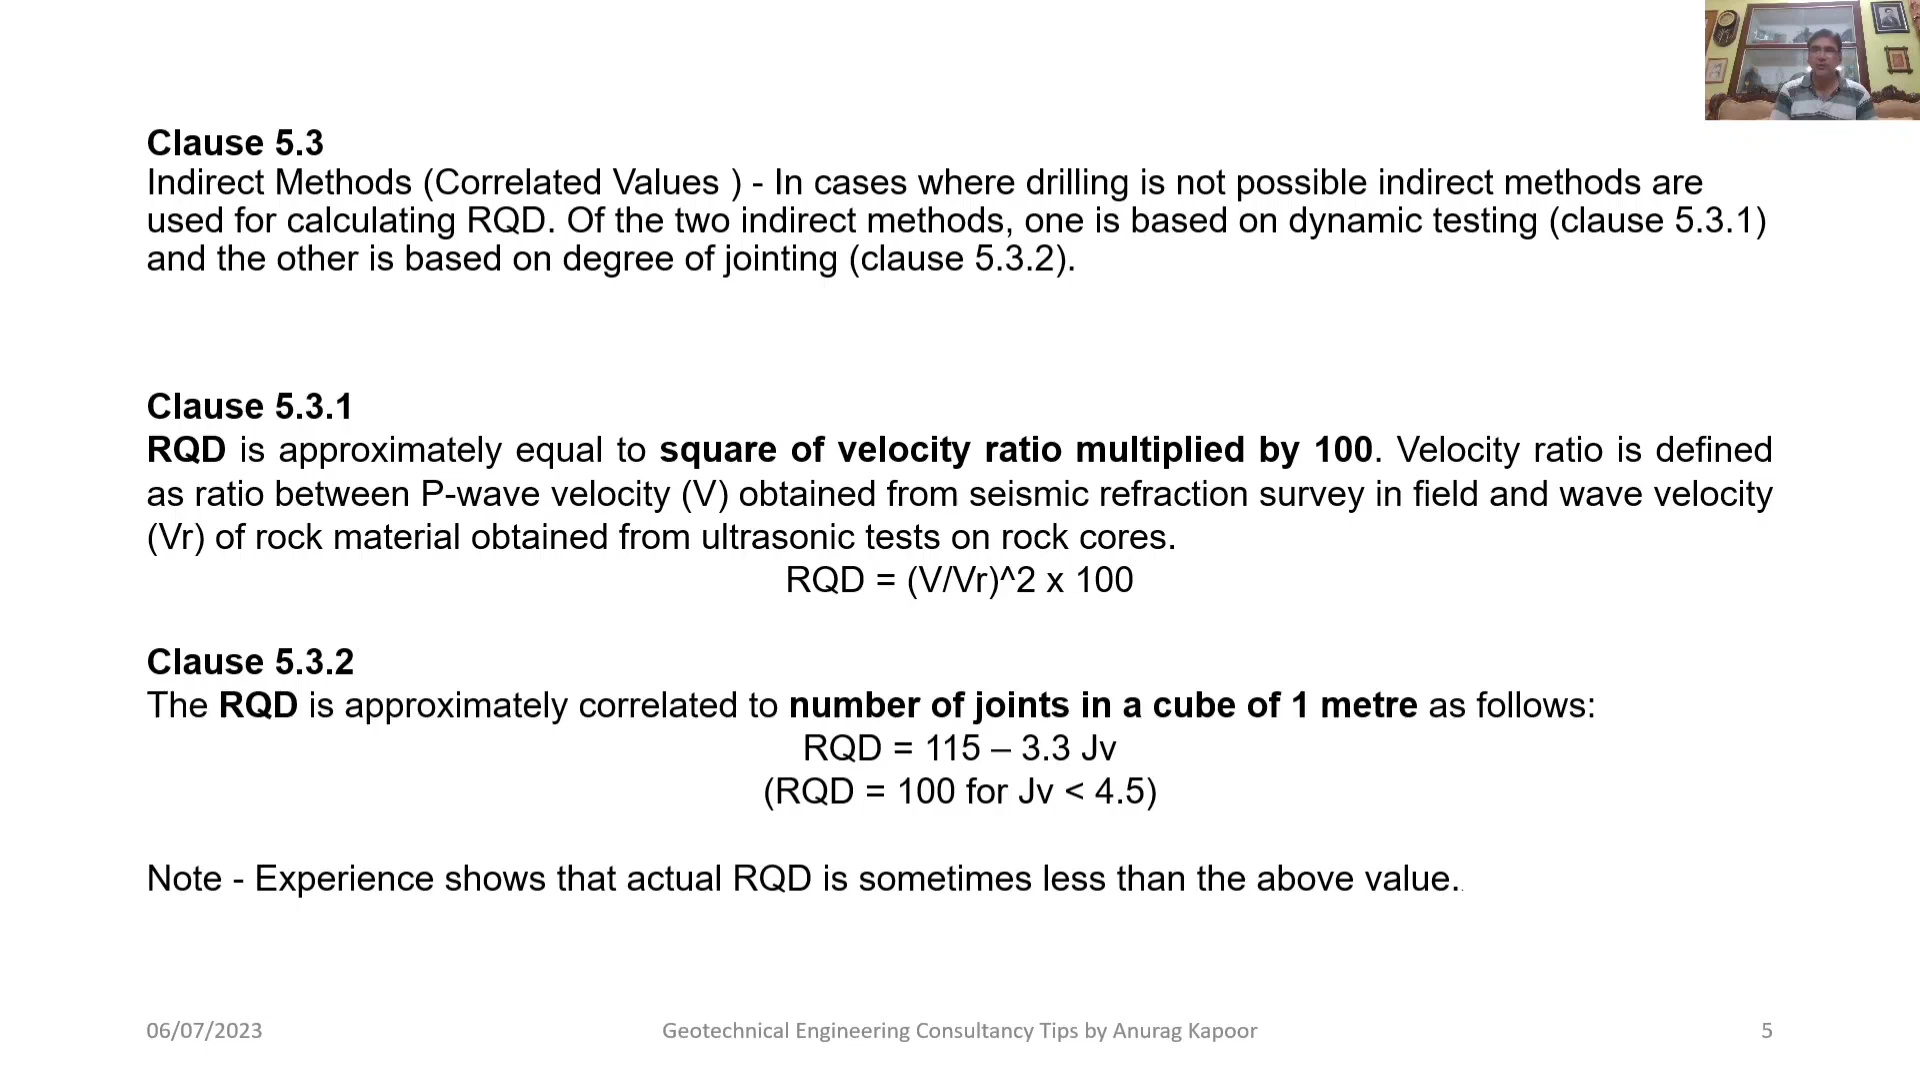 Clause 5.3
Indirect Methods (Correlated Values ) - In cases where drilling is not possible indirect methods are
used for calculating RQD. Of the two indirect methods, one is based on dynamic testing (clause 5.3.1)
and the other is based on degree of jointing (clause 5.3.2).
Clause 5.3.1
RQD is approximately equal to square of velocity ratio multiplied by 100. Velocity ratio is defined
as ratio between P-wave velocity (V) obtained from seismic refraction survey in field and wave velocity
(Vr) of rock material obtained from ultrasonic tests on rock cores.
RQD = (V/Vr)^2 x 100
Clause 5.3.2
The RQD is approximately correlated to number of joints in a cube of 1 metre as follows:
RQD = 115 – 3.3 Jv
(RQD = 100 for Jv < 4.5)
Note - Experience shows that actual RQD is sometimes less than the above value..
06/07/2023
Geotechnical Engineering Consultancy Tips by Anurag Kapoor
5